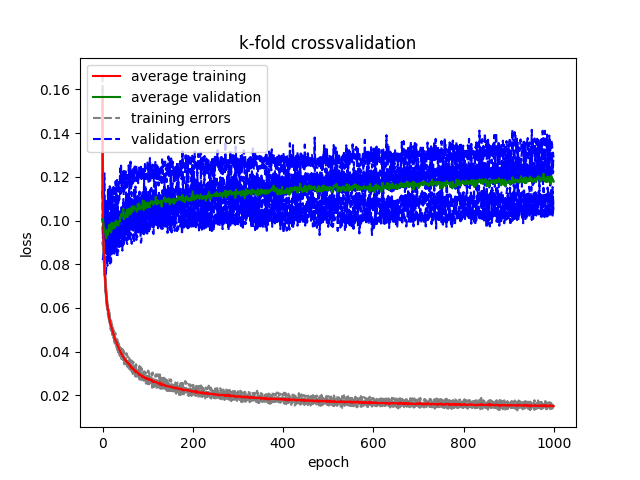 k-fold crossvalidation
average training
average validation
training errors
validation errors
0.16
0.14
0.12
0.10
0.08
0.06
0.04
0.02
loss
0 200 400 600 800 1000
epoch